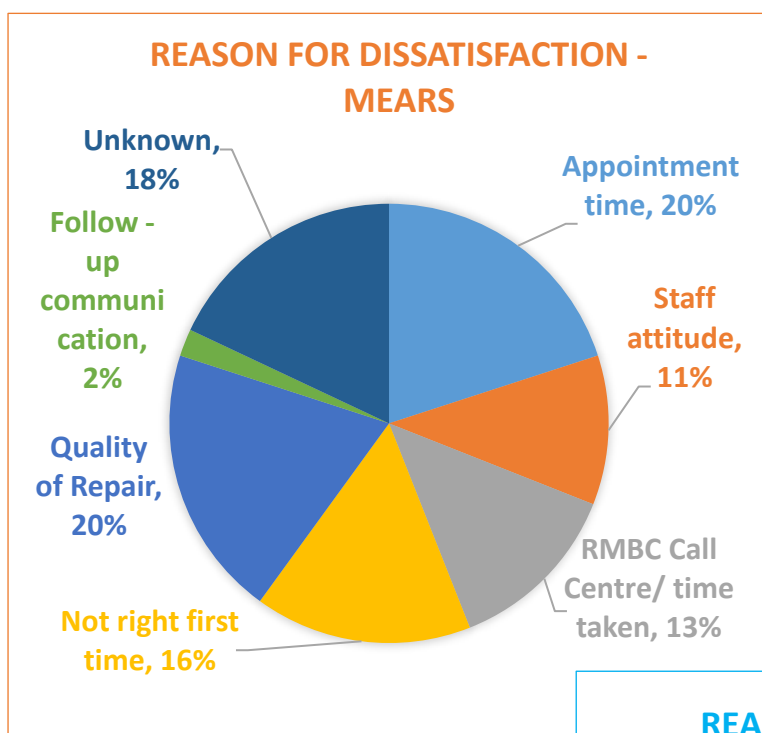 REASON FOR DISSATISFACTION -
MEARS
Unknown,
18%
Appointment
time, 20%
Follow -
up
communi
cation,
2%
Staff
attitude,
11%
Quality
of Repair,
20%
RMBC Call
Centre/ time
taken, 13%
Not right first
time, 16%
REA